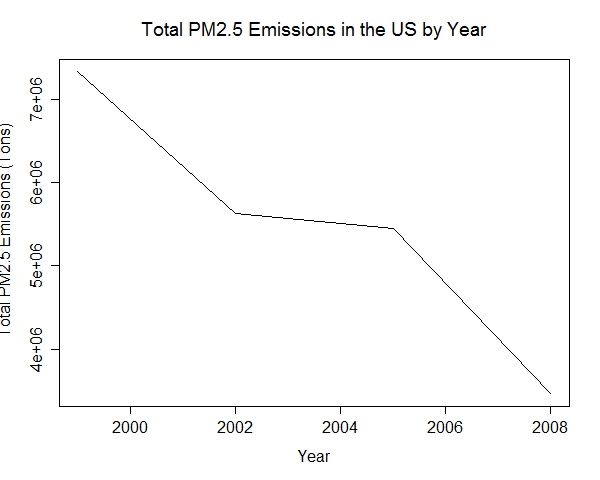 Total PM2.5 Emissions in the US by Year
Total PM2.5 Emissions (Tons)
7e+06
6e+06
5e+06
4e+06
2000
2002
2004
2006
2008
Year